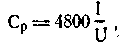 Cp = 4800 I/U,